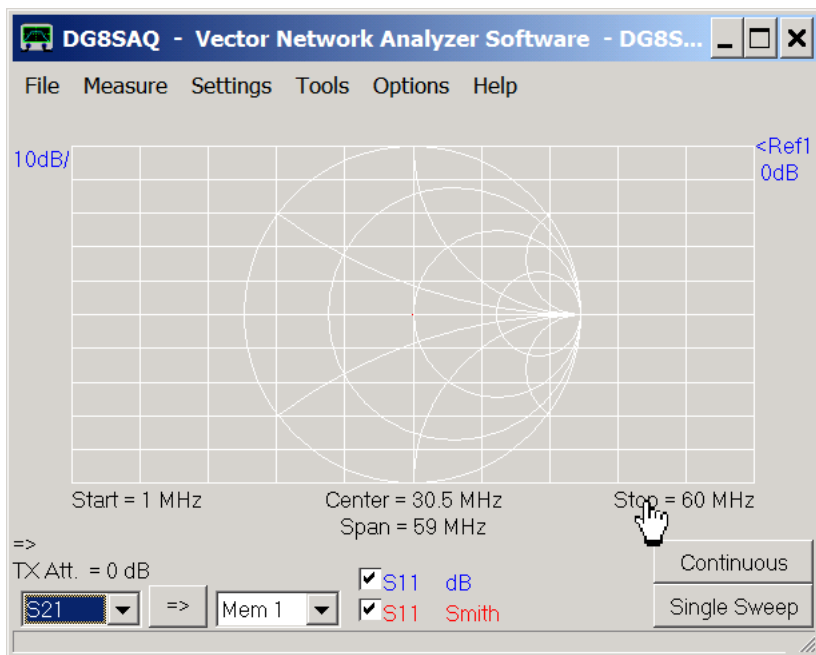 DG8SAQ - Vector Network Analyzer Software - DG8S...
File Measure Settings Tools Options Help
10dB/
<Ref1
0dB
Start = 1 MHz
Center = 30.5 MHz
Stop = 60 MHz
Span = 59 MHz
=>
TX Att. = 0 dB
S21
=>
Mem 1
S11 dB
S11 Smith
Continuous
Single Sweep